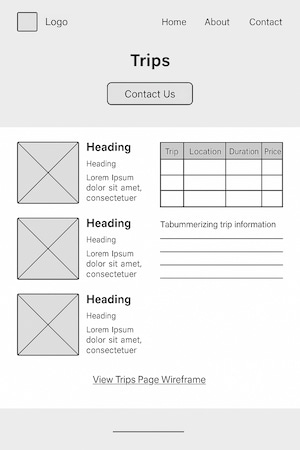 Logo
Home About Contact
Trips
Contact Us
Heading
Heading
Lorem Ipsum
dolor sit amet,
consectetuer
Heading
Heading
Lorem Ipsum
dolor sit amet,
consectetuer
Heading
Heading
Lorem Ipsum
dolor sit amet,
consectetuer
Trip Location Duration Price
Tabummerizing trip information
View Trips Page Wireframe